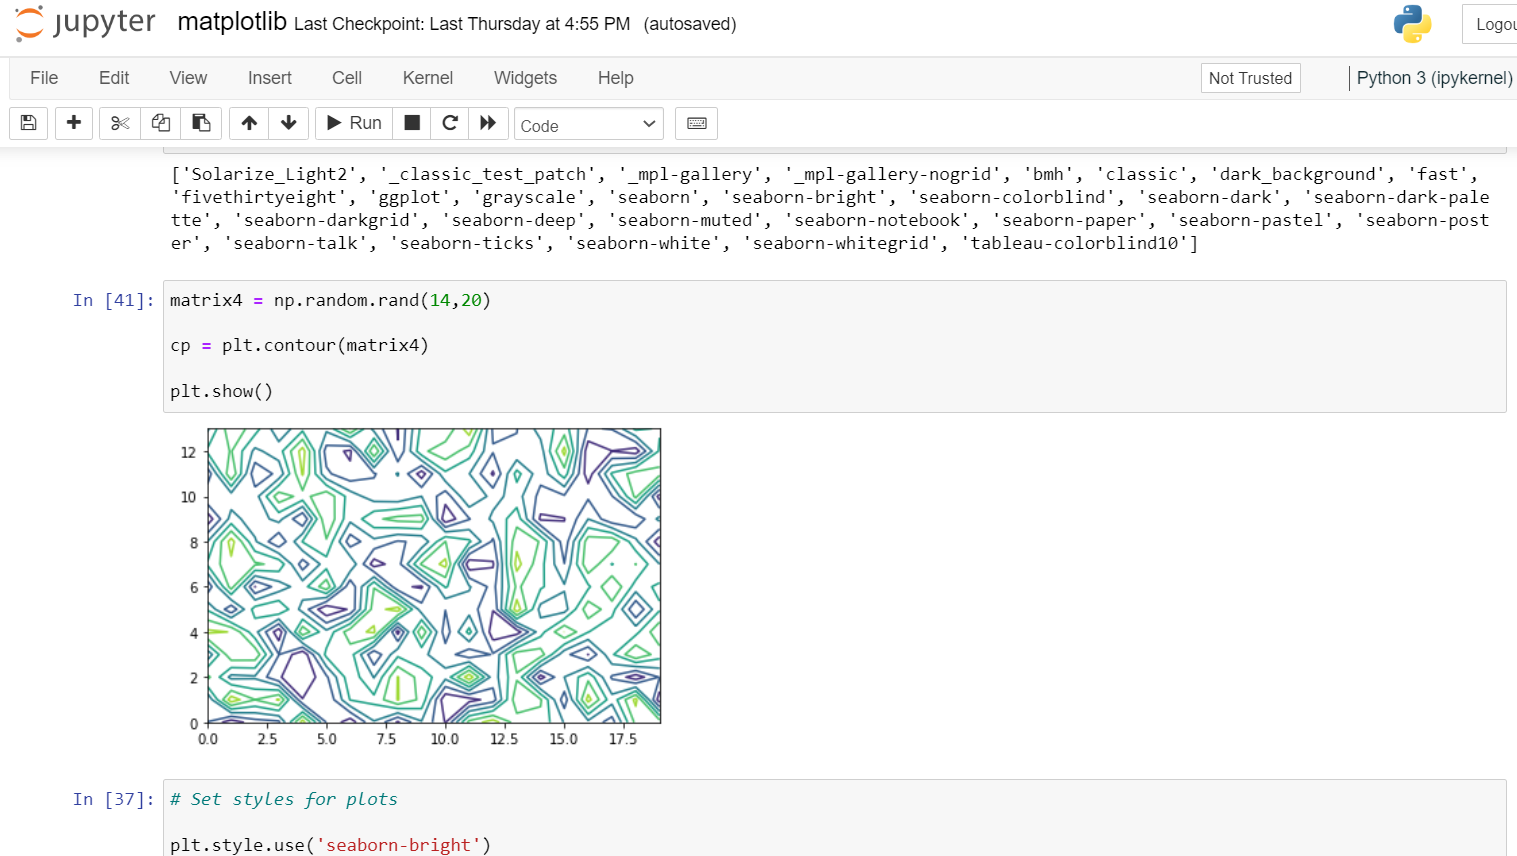 jupyter matplotlib Last Checkpoint: Last Thursday at 4:55 PM (autosaved) Logou
File Edit View Insert Cell Kernel Widgets Help Not Trusted Python 3 (ipykernel)
Run Code
['Solarize_Light2', '_classic_test_patch', '_mpl-gallery', '_mpl-gallery-nogrid', 'bmh', 'classic', 'dark_background', 'fast',
'fivethirtyeight', 'ggplot', 'grayscale', 'seaborn', 'seaborn-bright', 'seaborn-colorblind', 'seaborn-dark', 'seaborn-dark-pale
tte', 'seaborn-darkgrid', 'seaborn-deep', 'seaborn-muted', 'seaborn-notebook', 'seaborn-paper', 'seaborn-pastel', 'seaborn-post
er', 'seaborn-talk', 'seaborn-ticks', 'seaborn-white', 'seaborn-whitegrid', 'tableau-colorblind10']
In [41]: matrix4 = np.random.rand(14,20)
cp = plt.contour(matrix4)
plt.show()
12
10
8
6
4
2
0
0.0 2.5 5.0 7.5 10.0 12.5 15.0 17.5
In [37]: # Set styles for plots
plt.style.use('seaborn-bright')